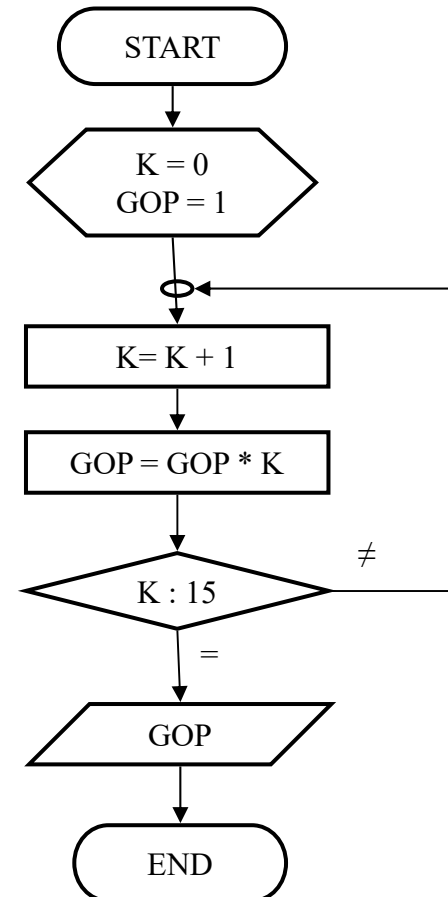 START
K = 0
GOP = 1
K= K + 1
GOP = GOP * K
≠
K : 15
=
GOP
END